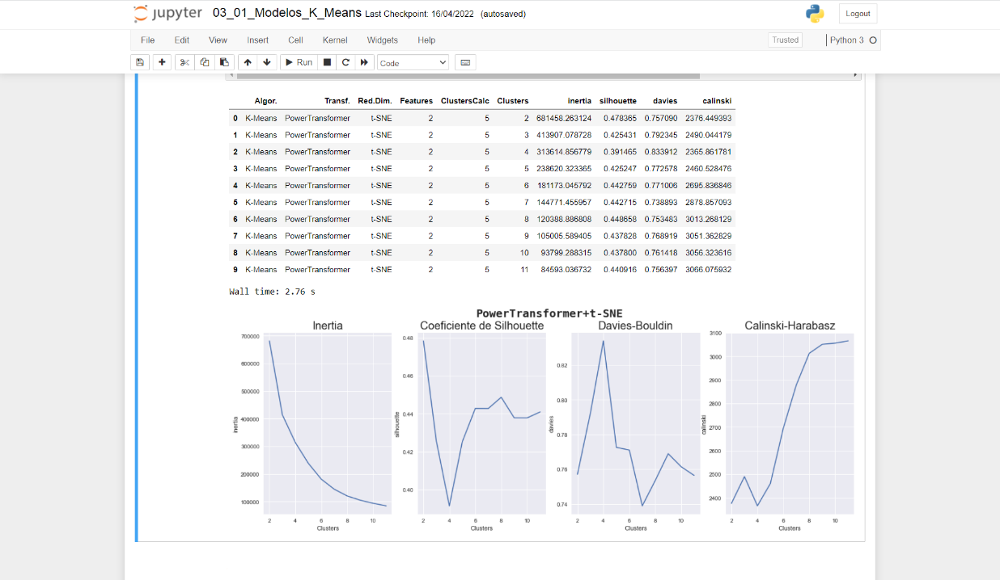 jupyter 03_01_Modelos_K_Means Last Checkpoint: 16/04/2022 (autosaved) Logout
File Edit View Insert Cell Kernel Widgets Help Trusted Python 3
Run Code
Algor. Transf. Red.Dim. Features ClustersCalc Clusters inertia silhouette davies calinski
0 K-Means PowerTransformer t-SNE 2 5 2 681458.263124 0.478365 0.757090 2376.449393
1 K-Means PowerTransformer t-SNE 2 5 3 413907.078728 0.425431 0.792345 2490.044179
2 K-Means PowerTransformer t-SNE 2 5 4 313614.856779 0.391465 0.833912 2365.861781
3 K-Means PowerTransformer t-SNE 2 5 5 238620.323365 0.425247 0.772578 2460.528476
4 K-Means PowerTransformer t-SNE 2 5 6 181173.045792 0.442759 0.771006 2695.836846
5 K-Means PowerTransformer t-SNE 2 5 7 144771.455957 0.442715 0.738893 2878.857093
6 K-Means PowerTransformer t-SNE 2 5 8 120388.886808 0.448658 0.753483 3013.268129
7 K-Means PowerTransformer t-SNE 2 5 9 105005.589405 0.437828 0.768919 3051.362829
8 K-Means PowerTransformer t-SNE 2 5 10 93799.288315 0.437800 0.761418 3056.323616
9 K-Means PowerTransformer t-SNE 2 5 11 84593.036732 0.440916 0.756397 3066.075932
Wall time: 2.76 s
PowerTransformer+t-SNE
Inertia
700000
600000
500000
400000
300000
200000
100000
inertia
2 4 6 8 10
Clusters
Coeficiente de Silhouette
0.48
0.46
0.44
0.42
0.40
silhouette
2 4 6 8 10
Clusters
Davies-Bouldin
0.82
0.80
0.78
0.76
0.74
davies
2 4 6 8 10
Clusters
Calinski-Harabasz
3100
3000
2900
2800
2700
2600
2500
2400
calinski
2 4 6 8 10
Clusters